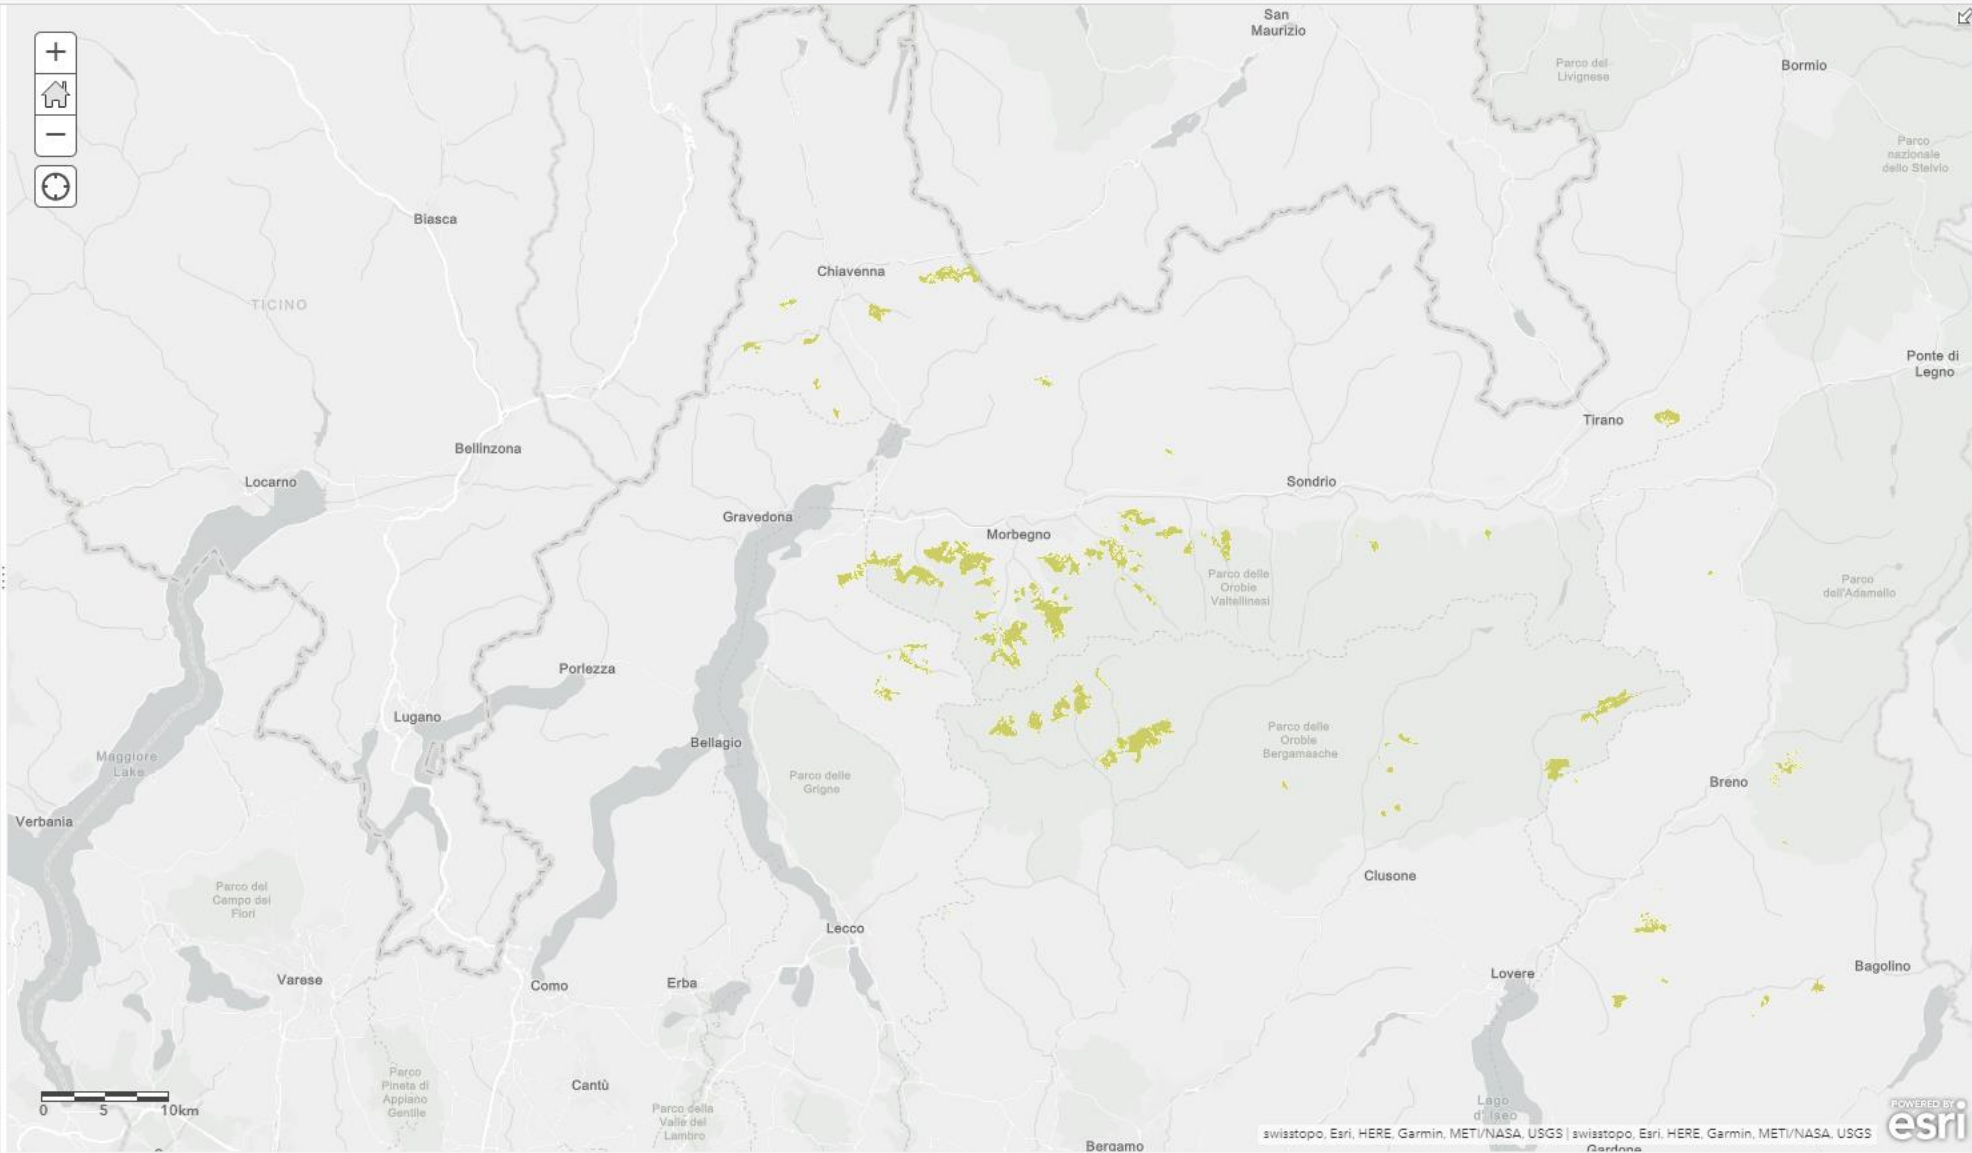 San
Maurizio
Parco del
Livignese
Bormio
Parco
nazionale
dello Stelvio
Biasca
Chiavenna
TICINO
Ponte di
Legno
Tirano
Bellinzona
Locarno
Sondrio
Gravedona
Morbegno
Parco delle
Orobie
Valtellinesi
Parco
dell'Adamello
Porlezza
Lugano
Bellagio
Maggiore
Lake
Parco delle
Orobie
Bergamasche
Parco delle
Grigne
Breno
Verbania
Clusone
Parco del
Campo dei
Fiori
Lecco
Bagolino
Lovere
Varese
Como
Erba
Parco
Pineta di
Appiano
Gentile
Cantù
Parco della
Valle del
Lambro
Lago
d' Iseo
0 5 10km
Bergamo
swisstopo, Esri, HERE, Garmin, METI/NASA, USGS | swisstopo, Esri, HERE, Garmin, METI/NASA, USGS
POWERED BY
esri
Gardone